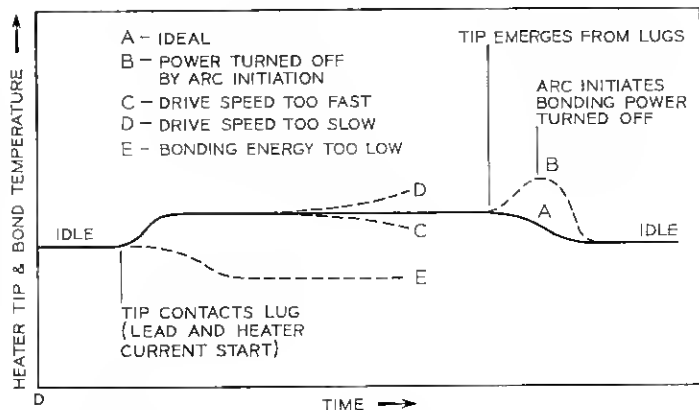 A – IDEAL
B – POWER TURNED OFF
BY ARC INITIATION
C – DRIVE SPEED TOO FAST
D – DRIVE SPEED TOO SLOW
E – BONDING ENERGY TOO LOW
TIP EMERGES FROM LUGS
ARC INITIATES
BONDING POWER
TURNED OFF
B
A
D
C
E
IDLE
IDLE
TIP CONTACTS LUG
(LEAD AND HEATER
CURRENT START)
HEATER TIP & BOND TEMPERATURE
D
TIME